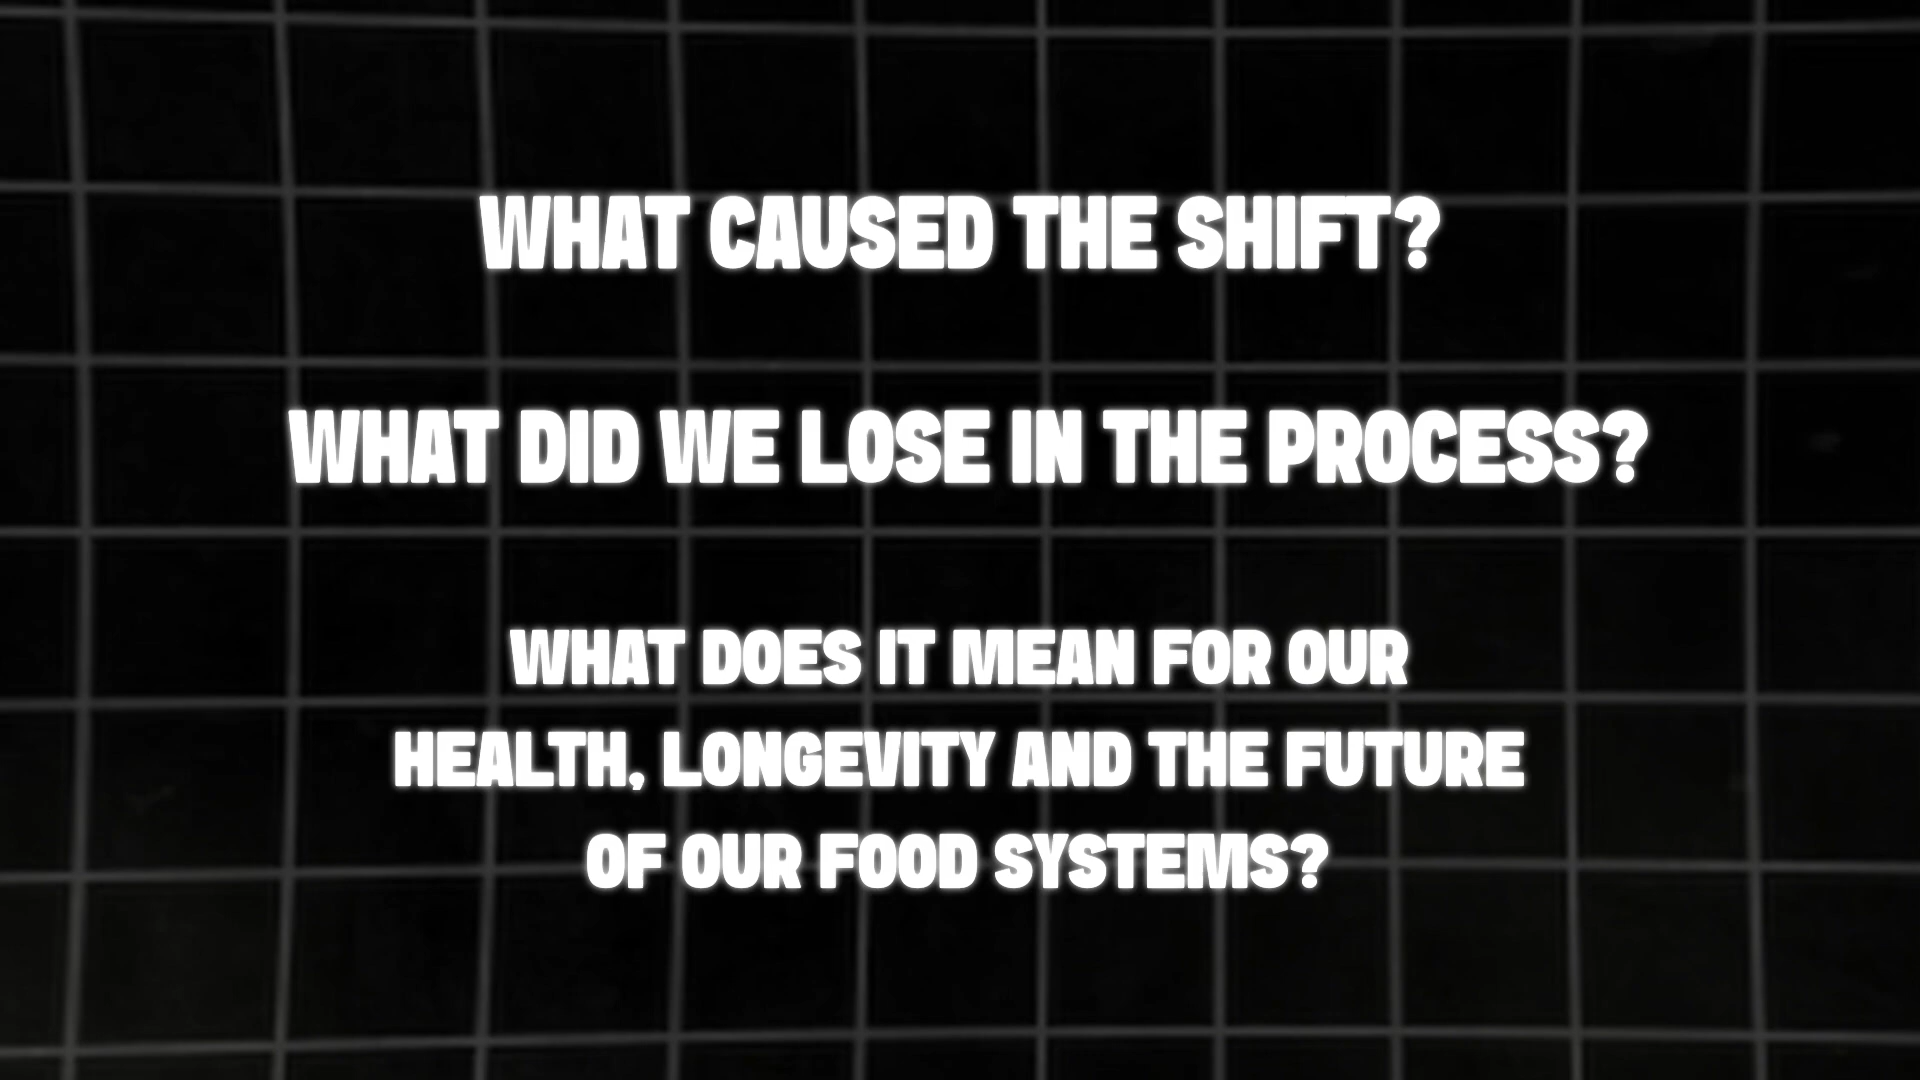 WHAT CAUSED THE SHIFT?
WHAT DID WE LOSE IN THE PROCESS?
WHAT DOES IT MEAN FOR OUR
HEALTH, LONGEVITY AND THE FUTURE
OF OUR FOOD SYSTEMS?